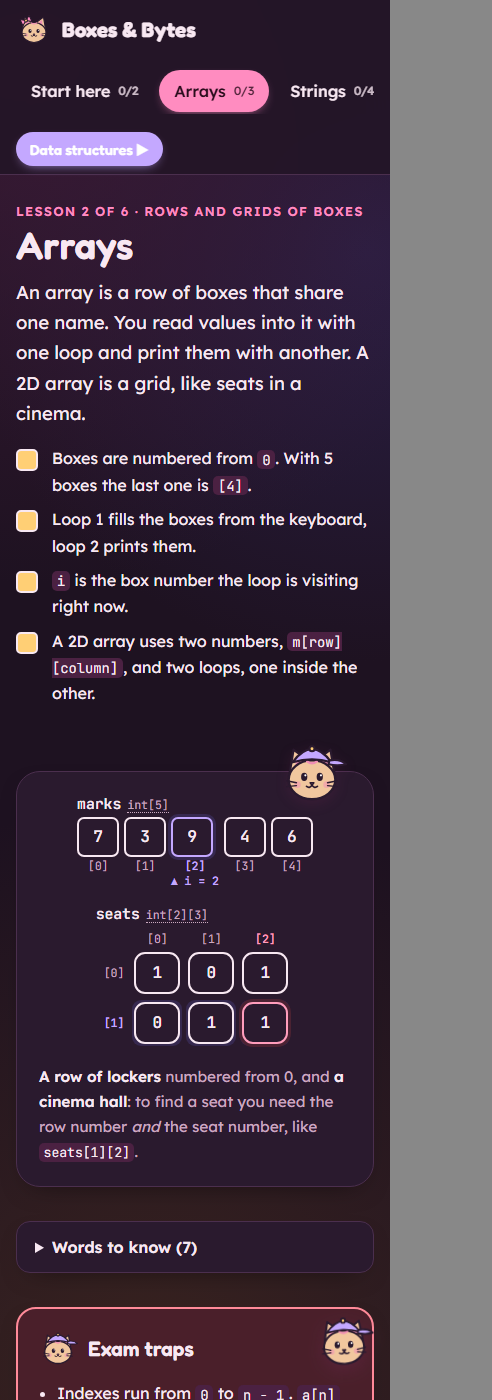 Boxes & Bytes
Start here 0/2 Arrays 0/3 Strings 0/4
Data structures ▶
LESSON 2 OF 6 · ROWS AND GRIDS OF BOXES
Arrays
An array is a row of boxes that share
one name. You read values into it with
one loop and print them with another. A
2D array is a grid, like seats in a
cinema.
Boxes are numbered from 0. With 5
boxes the last one is [4].
Loop 1 fills the boxes from the keyboard,
loop 2 prints them.
i is the box number the loop is visiting
right now.
A 2D array uses two numbers, m[row]
[column], and two loops, one inside the
other.
marks int[5]
7 3 9 4 6
[0] [1] [2] [3] [4]
▲ i = 2
seats int[2][3]
[0] [1] [2]
[0] 1 0 1
[1] 0 1 1
A row of lockers numbered from 0, and a
cinema hall: to find a seat you need the
row number and the seat number, like
seats[1][2].
▶ Words to know (7)
Exam traps
• Indexes run from 0 to n - 1. a[n]